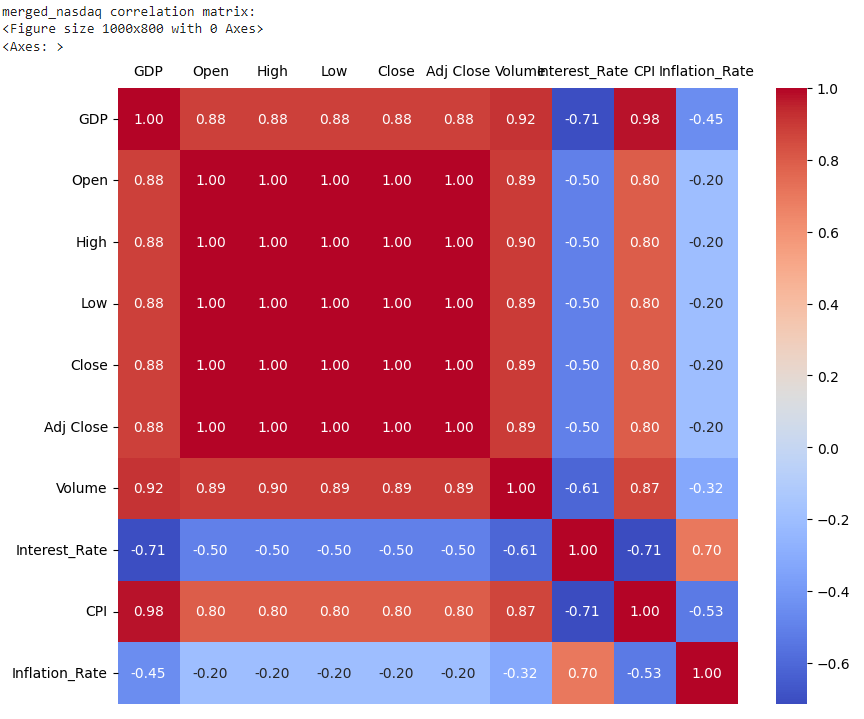 merged_nasdaq correlation matrix:
<Figure size 1000x800 with 0 Axes>
<Axes: >
GDP Open High Low Close Adj Close Volume Interest_Rate CPI Inflation_Rate
GDP 1.00 0.88 0.88 0.88 0.88 0.88 0.92 -0.71 0.98 -0.45
Open 0.88 1.00 1.00 1.00 1.00 1.00 0.89 -0.50 0.80 -0.20
High 0.88 1.00 1.00 1.00 1.00 1.00 0.90 -0.50 0.80 -0.20
Low 0.88 1.00 1.00 1.00 1.00 1.00 0.89 -0.50 0.80 -0.20
Close 0.88 1.00 1.00 1.00 1.00 1.00 0.89 -0.50 0.80 -0.20
Adj Close 0.88 1.00 1.00 1.00 1.00 1.00 0.89 -0.50 0.80 -0.20
Volume 0.92 0.89 0.90 0.89 0.89 0.89 1.00 -0.61 0.87 -0.32
Interest_Rate -0.71 -0.50 -0.50 -0.50 -0.50 -0.50 -0.61 1.00 -0.71 0.70
CPI 0.98 0.80 0.80 0.80 0.80 0.80 0.87 -0.71 1.00 -0.53
Inflation_Rate -0.45 -0.20 -0.20 -0.20 -0.20 -0.20 -0.32 0.70 -0.53 1.00
1.0
0.8
0.6
0.4
0.2
0.0
−0.2
−0.4
−0.6